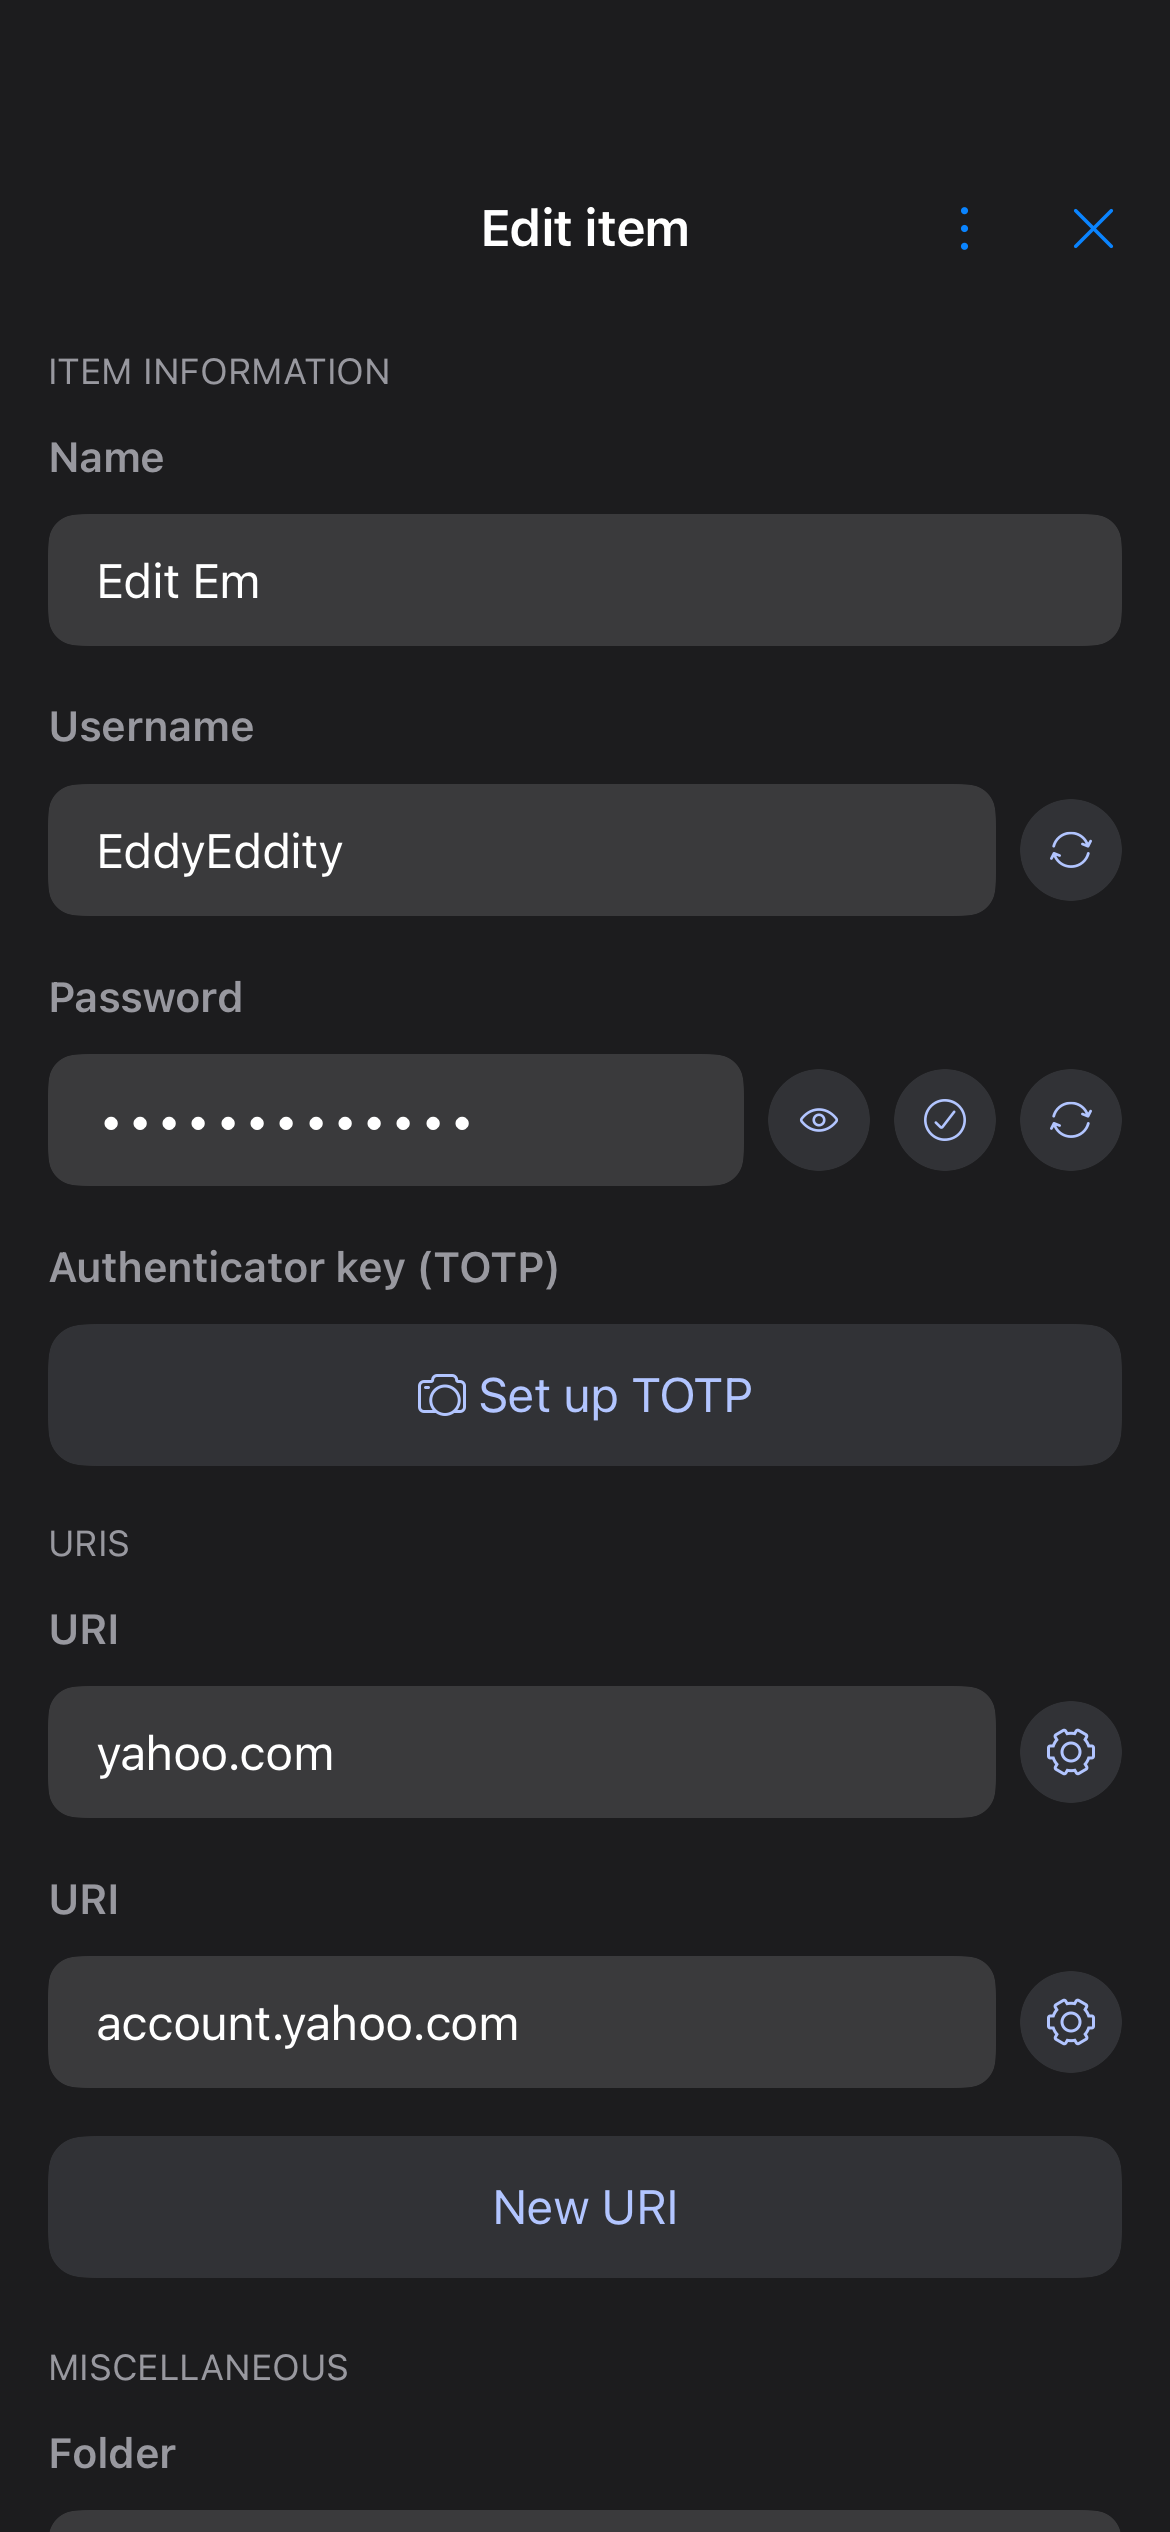 Edit item
ITEM INFORMATION
Name
Edit Em
Username
EddyEddity
Password
•••••••••••••
Authenticator key (TOTP)
Set up TOTP
URIS
URI
yahoo.com
URI
account.yahoo.com
New URI
MISCELLANEOUS
Folder